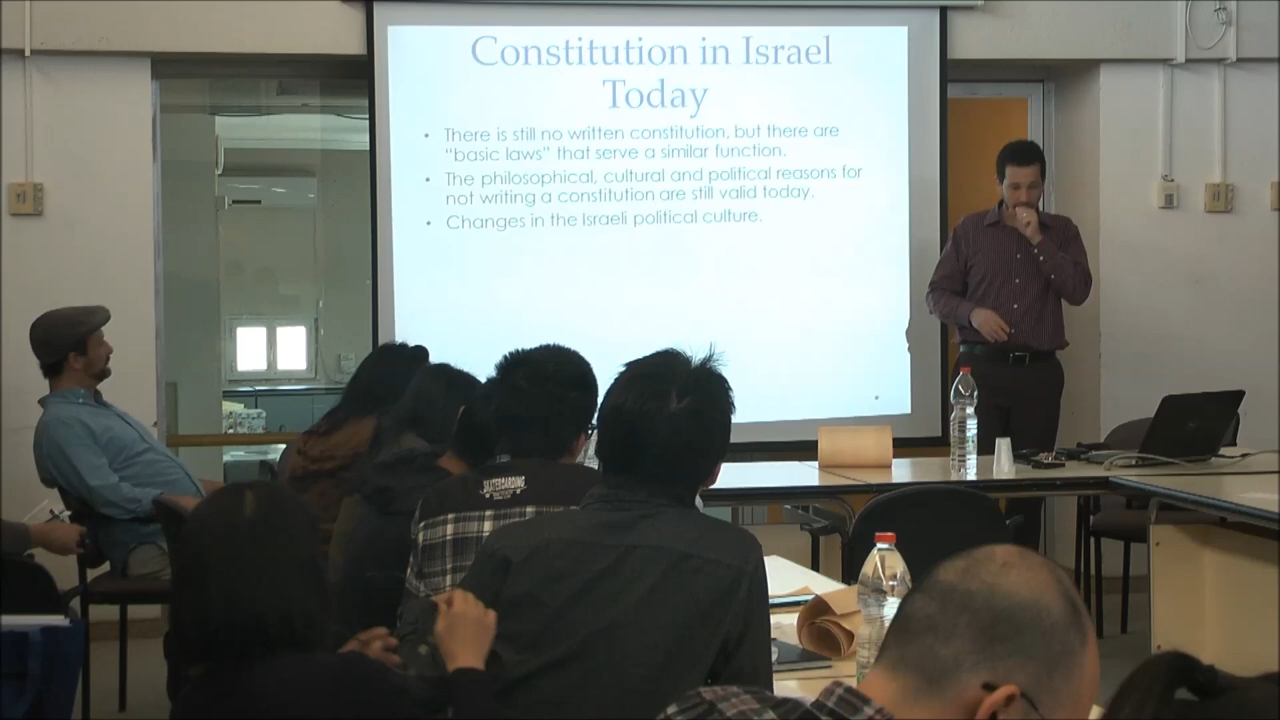 Constitution in Israel
Today
• There is still no written constitution, but there are
"basic laws" that serve a similar function.
• The philosophical, cultural and political reasons for
not writing a constitution are still valid today.
• Changes in the Israeli political culture.
SKATEBOARDING